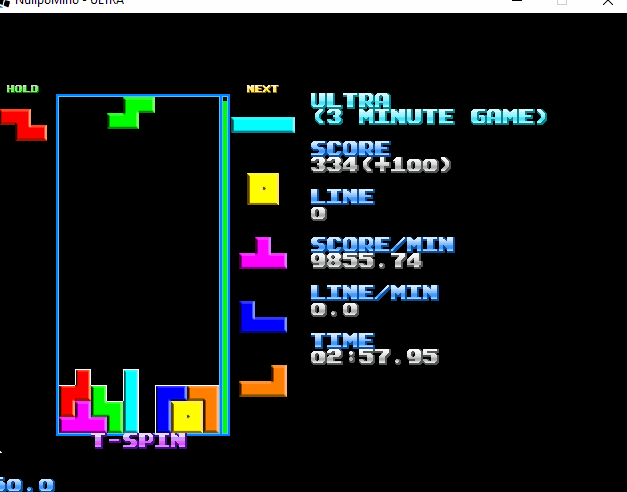 NullpoMino - ULTRA
HOLD
NEXT
ULTRA
(3 MINUTE GAME)
SCORE
334(+100)
LINE
0
SCORE/MIN
9855.74
LINE/MIN
0.0
TIME
02:57.95
T-SPIN
60.0